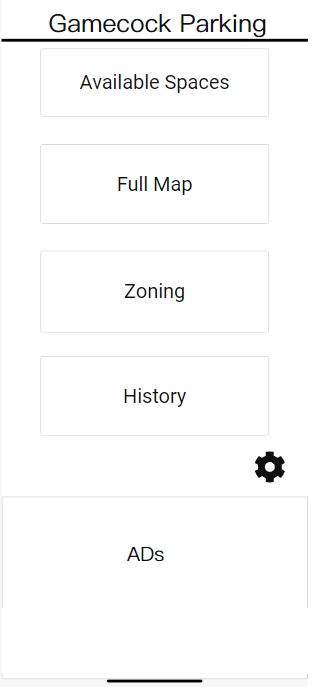 Gamecock Parking
Available Spaces
Full Map
Zoning
History
ADs